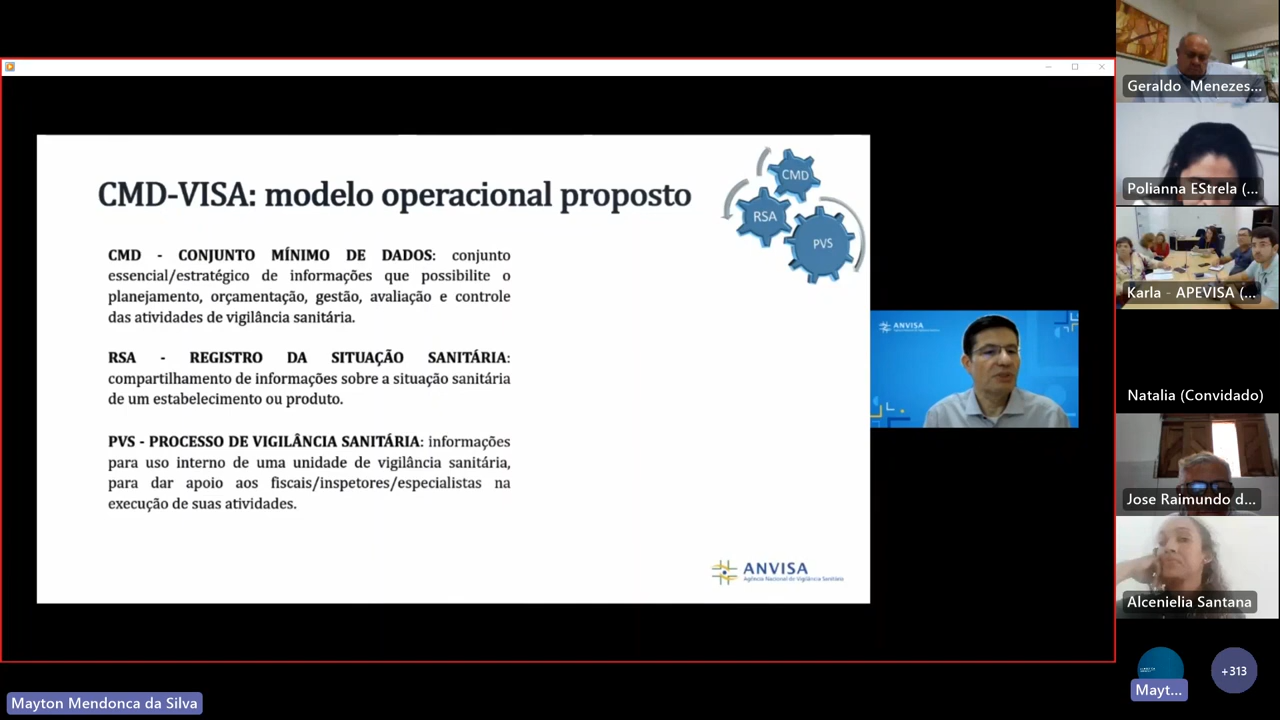 CMD-VISA: modelo operacional proposto
CMD
RSA
PVS
CMD - CONJUNTO MÍNIMO DE DADOS: conjunto
essencial/estratégico de informações que possibilite o
planejamento, orçamentação, gestão, avaliação e controle
das atividades de vigilância sanitária.
RSA - REGISTRO DA SITUAÇÃO SANITÁRIA:
compartilhamento de informações sobre a situação sanitária
de um estabelecimento ou produto.
PVS - PROCESSO DE VIGILÂNCIA SANITÁRIA: informações
para uso interno de uma unidade de vigilância sanitária,
para dar apoio aos fiscais/inspetores/especialistas na
execução de suas atividades.
ANVISA
Agência Nacional de Vigilância Sanitária
ANVISA
Geraldo Menezes...
Polianna EStrela (...
Karla - APEVISA (...
Natalia (Convidado)
Jose Raimundo d...
Alcenielia Santana
Mayt...
+313
Mayton Mendonca da Silva